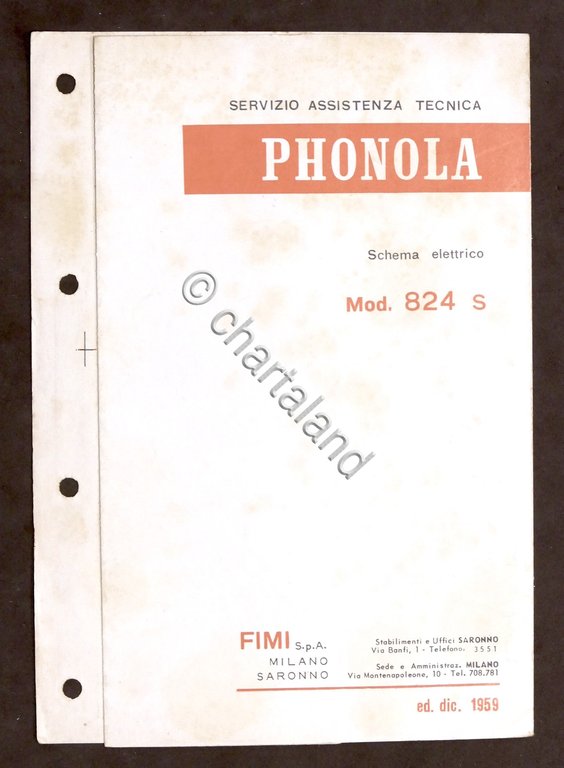 SERVIZIO ASSISTENZA TECNICA
PHONOLA
Schema elettrico
Mod. 824 S
© chartaland
FIMI S.p.A.
MILANO
SARONNO
Stabilimenti e Uffici SARONNO
Via Banfi, 1 - Telefono. 3551
Sede e Amministraz. MILANO
Via Montenapoleone, 10 - Tel. 708.781
ed. dic. 1959